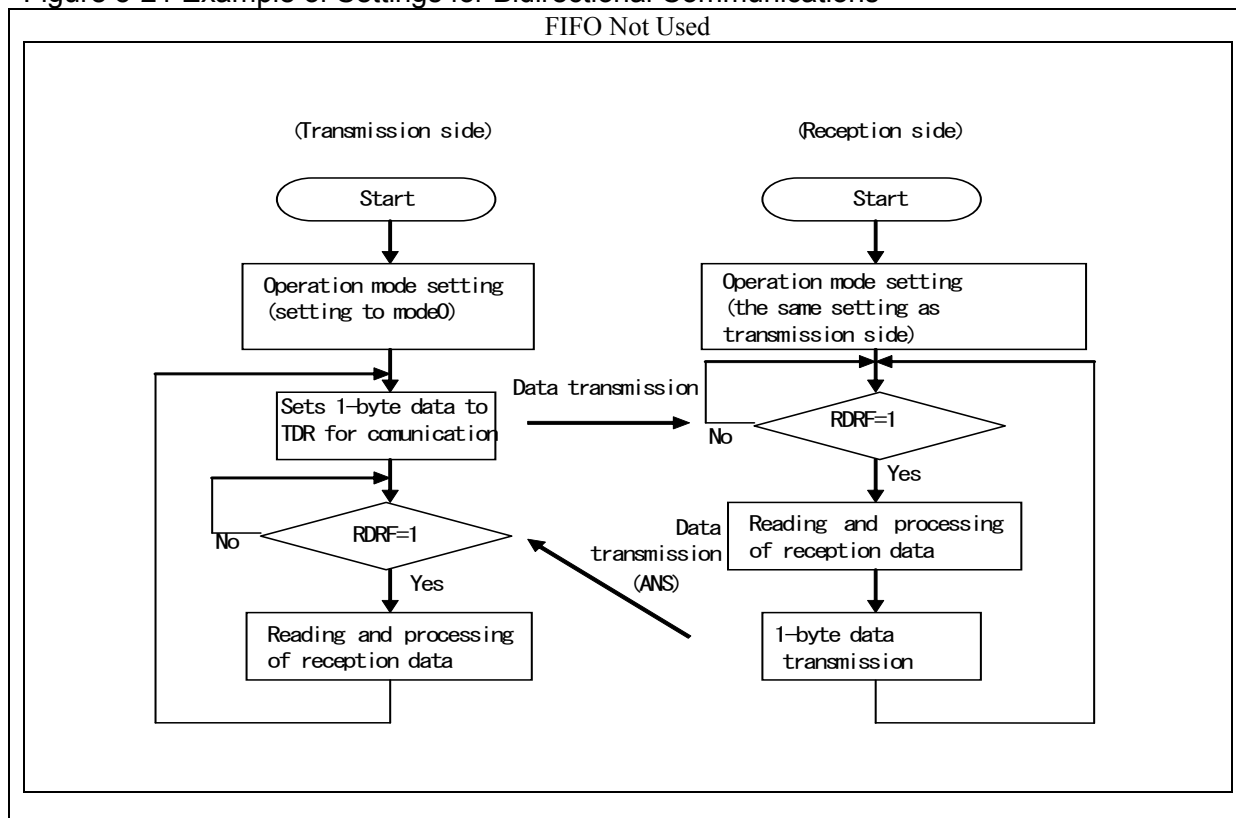 Figure Example of Settings for Bidirectional Communications
FIFO Not Used
(Transmission side)
Start
Operation mode setting
(setting to mode0)
Sets 1-byte data to
TDR for comunication
RDRF=1
No
Yes
Reading and processing
of reception data
Data transmission
Data
transmission
(ANS)
(Reception side)
Start
Operation mode setting
(the same setting as
transmission side)
RDRF=1
No
Yes
Reading and processing
of reception data
1-byte data
transmission